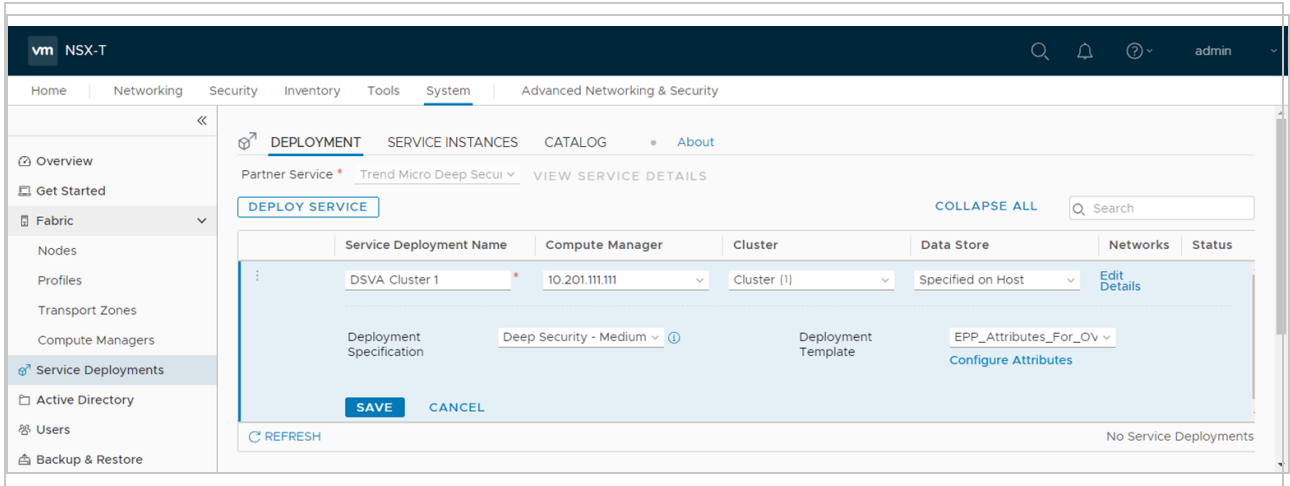 vm NSX-T admin
Home Networking Security Inventory Tools System Advanced Networking & Security
«
Overview
Get Started
Fabric
Nodes
Profiles
Transport Zones
Compute Managers
Service Deployments
Active Directory
Users
Backup & Restore
DEPLOYMENT SERVICE INSTANCES CATALOG • About
Partner Service * Trend Micro Deep Secur VIEW SERVICE DETAILS
DEPLOY SERVICE COLLAPSE ALL Search
Service Deployment Name Compute Manager Cluster Data Store Networks Status
DSVA Cluster 1 * 10.201.111.111 Cluster (1) Specified on Host Edit
Details
Deployment Deep Security - Medium Deployment EPP_Attributes_For_OV
Specification Template
Configure Attributes
SAVE CANCEL
REFRESH No Service Deployments